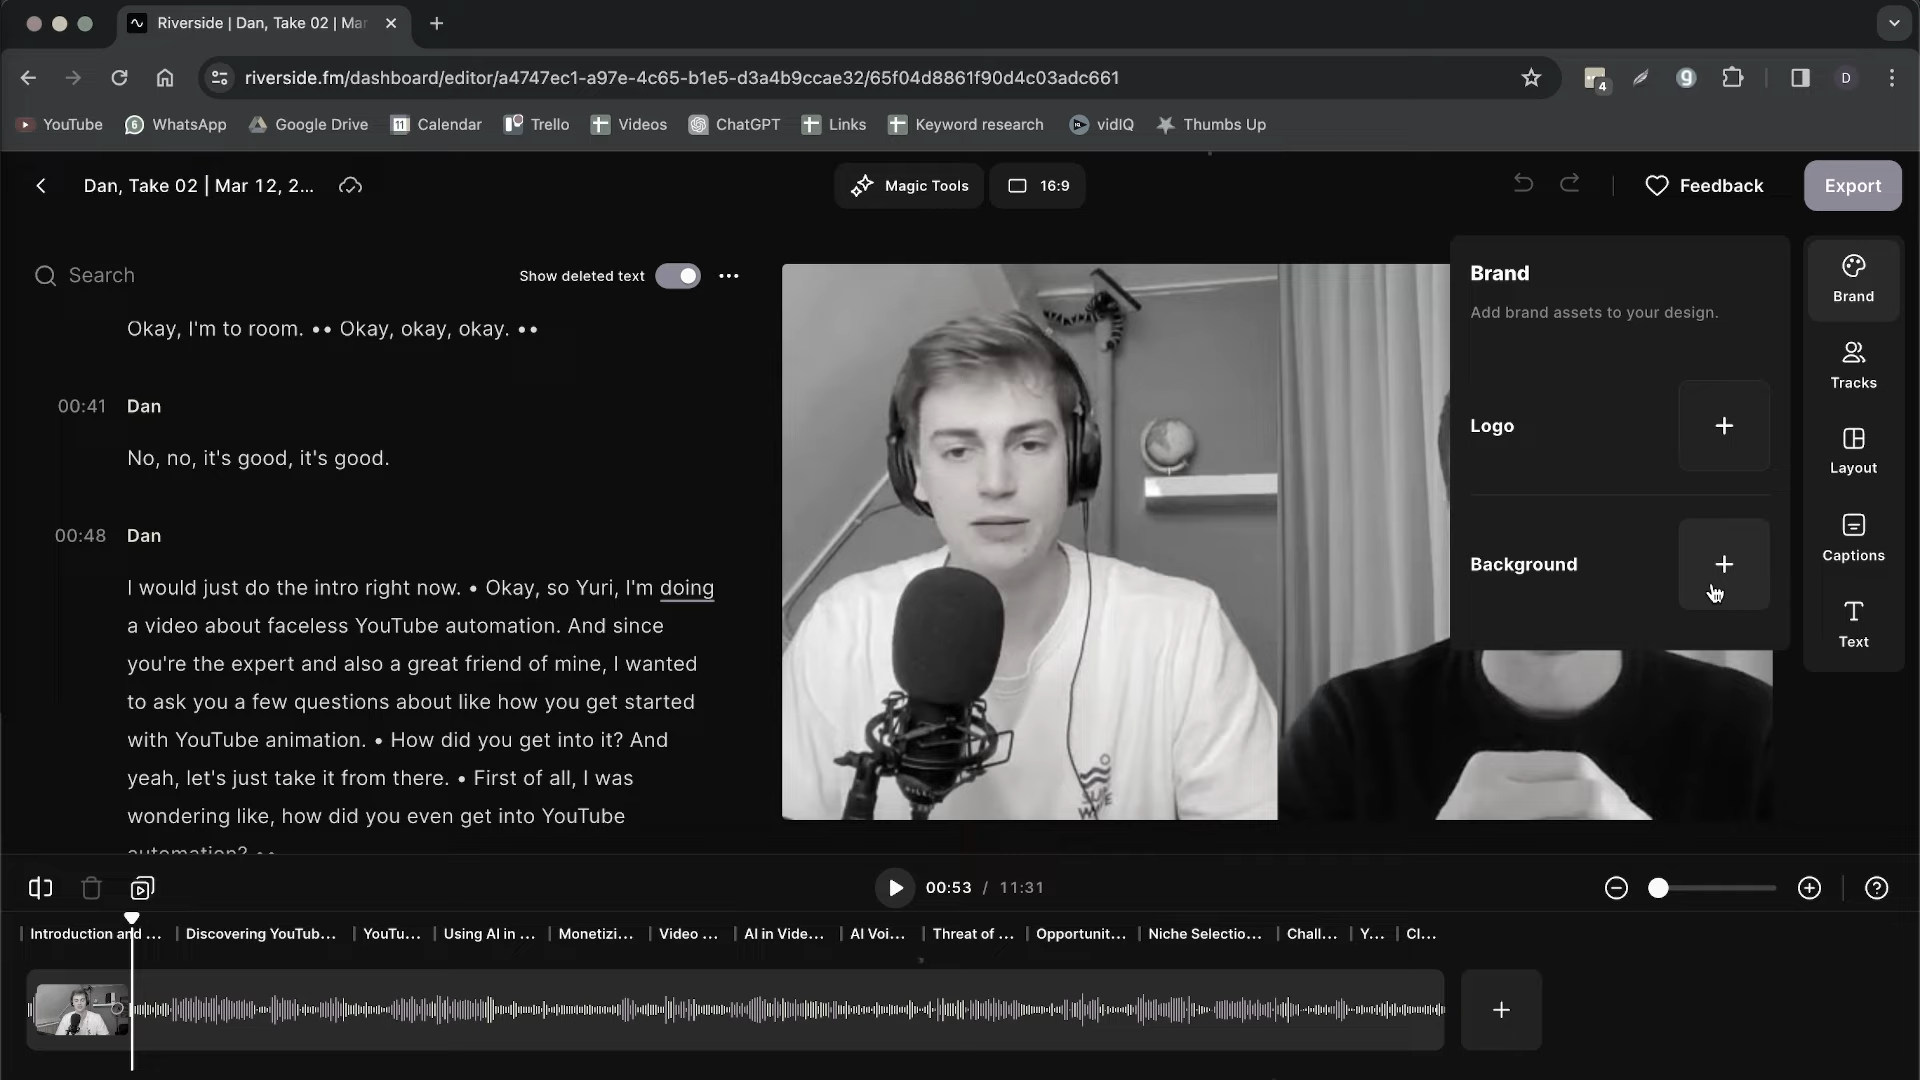 Riverside | Dan, Take 02 | Mar
riverside.fm/dashboard/editor/a4747ec1-a97e-4c65-b1e5-d3a4b9ccae32/65f04d8861f90d4c03adc661
4
g
D
YouTube
6 WhatsApp
Google Drive
11 Calendar
Trello
Videos
ChatGPT
Links
Keyword research
vidIQ
Thumbs Up
Dan, Take 02 | Mar 12, 2...
Magic Tools
16:9
Feedback
Export
Search
Show deleted text
Okay, I'm to room. •• Okay, okay, okay. ••
00:41 Dan
No, no, it's good, it's good.
00:48 Dan
I would just do the intro right now. • Okay, so Yuri, I'm doing
a video about faceless YouTube automation. And since
you're the expert and also a great friend of mine, I wanted
to ask you a few questions about like how you get started
with YouTube animation. • How did you get into it? And
yeah, let's just take it from there. • First of all, I was
wondering like, how did you even get into YouTube
automation? ••
Brand
Add brand assets to your design.
Logo
Background
Brand
Tracks
Layout
Captions
Text
00:53 / 11:31
Introduction and ...
Discovering YouTub...
YouTu...
Using AI in ...
Monetizi...
Video ...
AI in Vide...
AI Voi...
Threat of ...
Opportunit...
Niche Selectio...
Chall...
Y...
Cl...